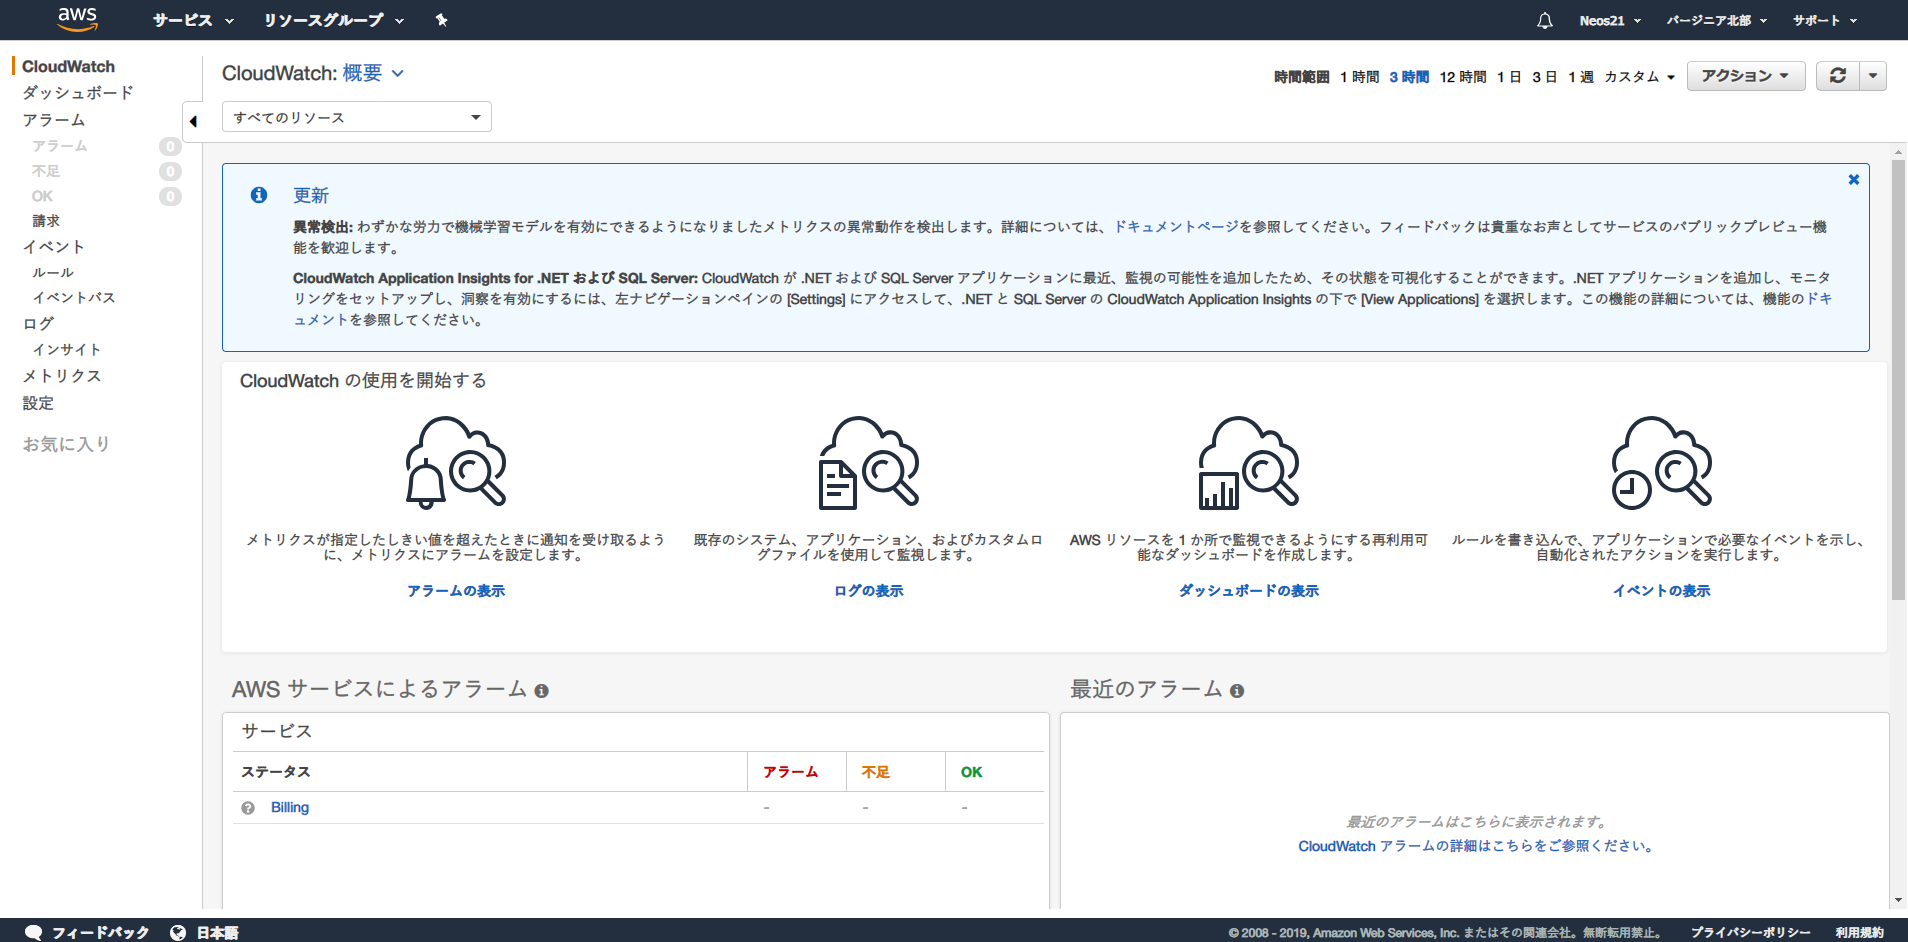 aws サービス リソースグループ Neos21 バージニア北部 サポート
CloudWatch
ダッシュボード
アラーム
アラーム 0
不足 0
OK 0
請求
イベント
ルール
イベントバス
ログ
インサイト
メトリクス
設定
お気に入り
CloudWatch: 概要
時間範囲 1 時間 3 時間 12 時間 1 日 3 日 1 週 カスタム アクション
すべてのリソース
更新
異常検出: わずかな労力で機械学習モデルを有効にできるようになりましたメトリクスの異常動作を検出します。詳細については、ドキュメントページを参照してください。フィードバックは貴重なお声としてサービスのパブリックプレビュー機
能を歓迎します。
CloudWatch Application Insights for .NET および SQL Server: CloudWatch が .NET および SQL Server アプリケーションに最近、監視の可能性を追加したため、その状態を可視化することができます。.NET アプリケーションを追加し、モニタ
リングをセットアップし、洞察を有効にするには、左ナビゲーションペインの [Settings] にアクセスして、.NET と SQL Server の CloudWatch Application Insights の下で [View Applications] を選択します。この機能の詳細については、機能のドキ
ュメントを参照してください。
CloudWatch の使用を開始する
メトリクスが指定したしきい値を超えたときに通知を受け取るよう
に、メトリクスにアラームを設定します。
アラームの表示
既存のシステム、アプリケーション、およびカスタムロ
グファイルを使用して監視します。
ログの表示
AWS リソースを 1 か所で監視できるようにする再利用可
能なダッシュボードを作成します。
ダッシュボードの表示
ルールを書き込んで、アプリケーションで必要なイベントを示し、
自動化されたアクションを実行します。
イベントの表示
AWS サービスによるアラーム
サービス
ステータス アラーム 不足 OK
Billing - - -
最近のアラーム
最近のアラームはこちらに表示されます。
CloudWatch アラームの詳細はこちらをご参照ください。
フィードバック 日本語 © 2008 - 2019, Amazon Web Services, Inc. またはその関連会社。無断転用禁止。 プライバシーポリシー 利用規約